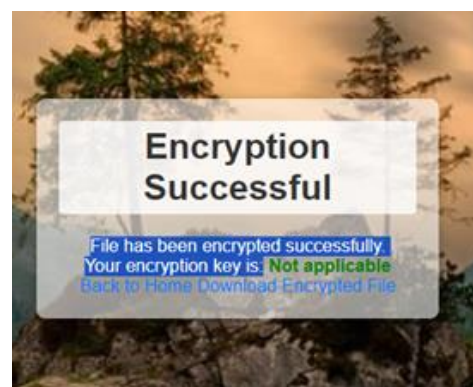 Encryption
Successful
File has been encrypted successfully.
Your encryption key is: Not applicable
Back to Home Download Encrypted File